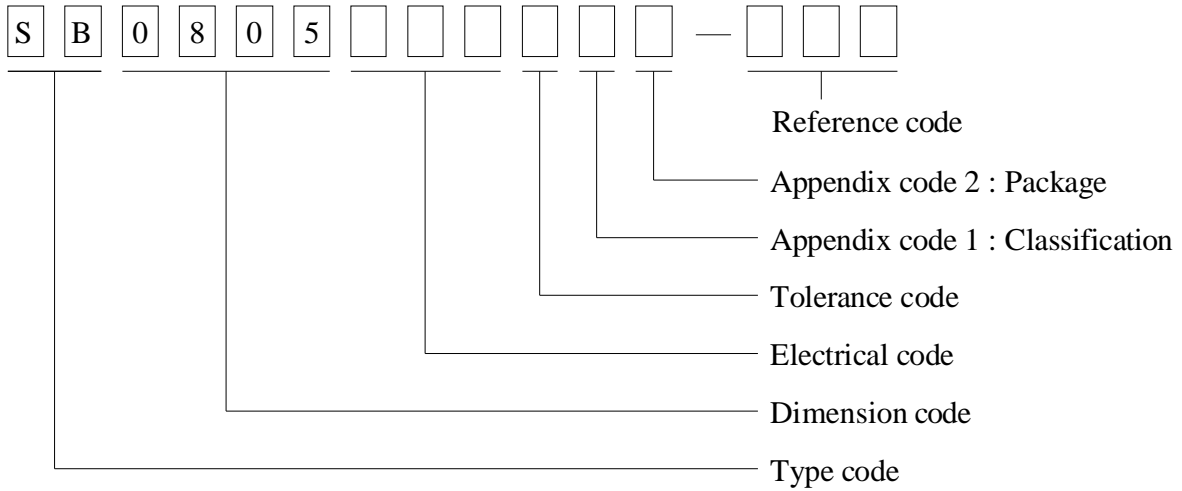 S B 0 8 0 5 —
Reference code
Appendix code 2 : Package
Appendix code 1 : Classification
Tolerance code
Electrical code
Dimension code
Type code